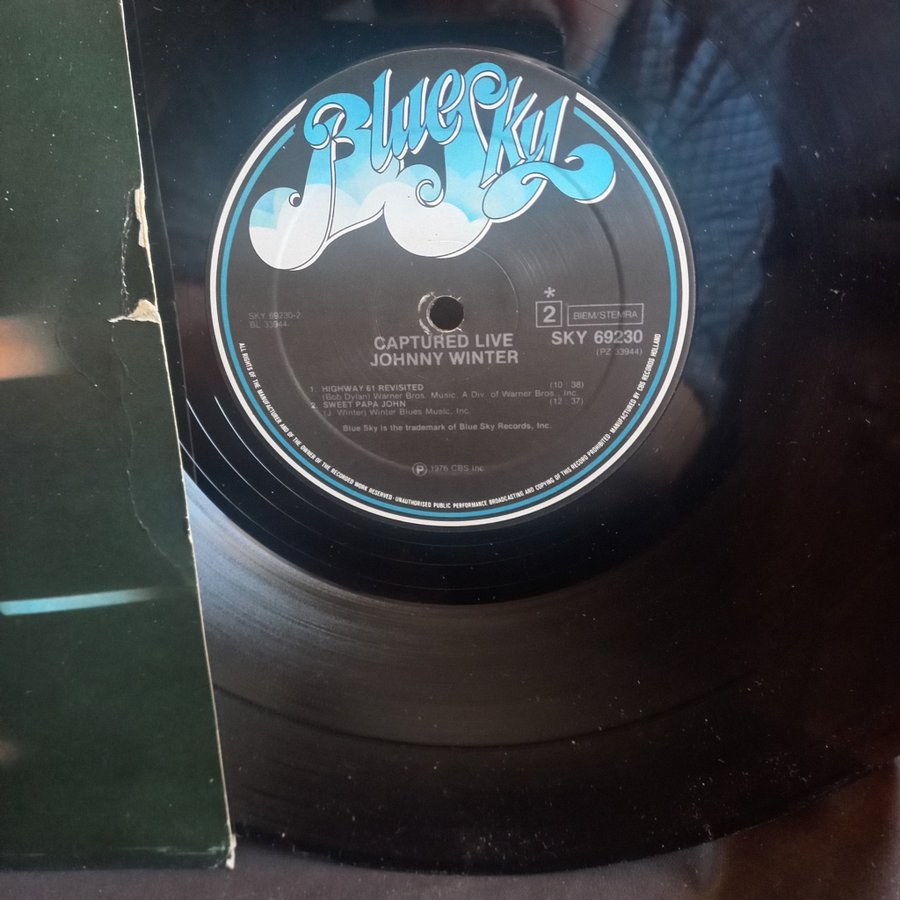 Blue Sky
SKY 69230-2
BL 33944
* 2 BIEM/STEMRA
SKY 69230
(PZ 33944)
CAPTURED LIVE
JOHNNY WINTER
1. HIGHWAY 61 REVISITED (10:38)
(Bob Dylan) Warner Bros. Music, A Div. of Warner Bros., Inc.
2. SWEET PAPA JOHN (12:37)
(J. Winter) Winter Blues Music, Inc.
Blue Sky is the trademark of Blue Sky Records, Inc.
Ⓟ 1976 CBS Inc.
ALL RIGHTS OF THE MANUFACTURER AND OF THE OWNER OF THE RECORDED WORK RESERVED · UNAUTHORISED PUBLIC PERFORMANCE BROADCASTING AND COPYING OF THIS RECORD PROHIBITED · MANUFACTURED BY CBS RECORDS HOLLAND